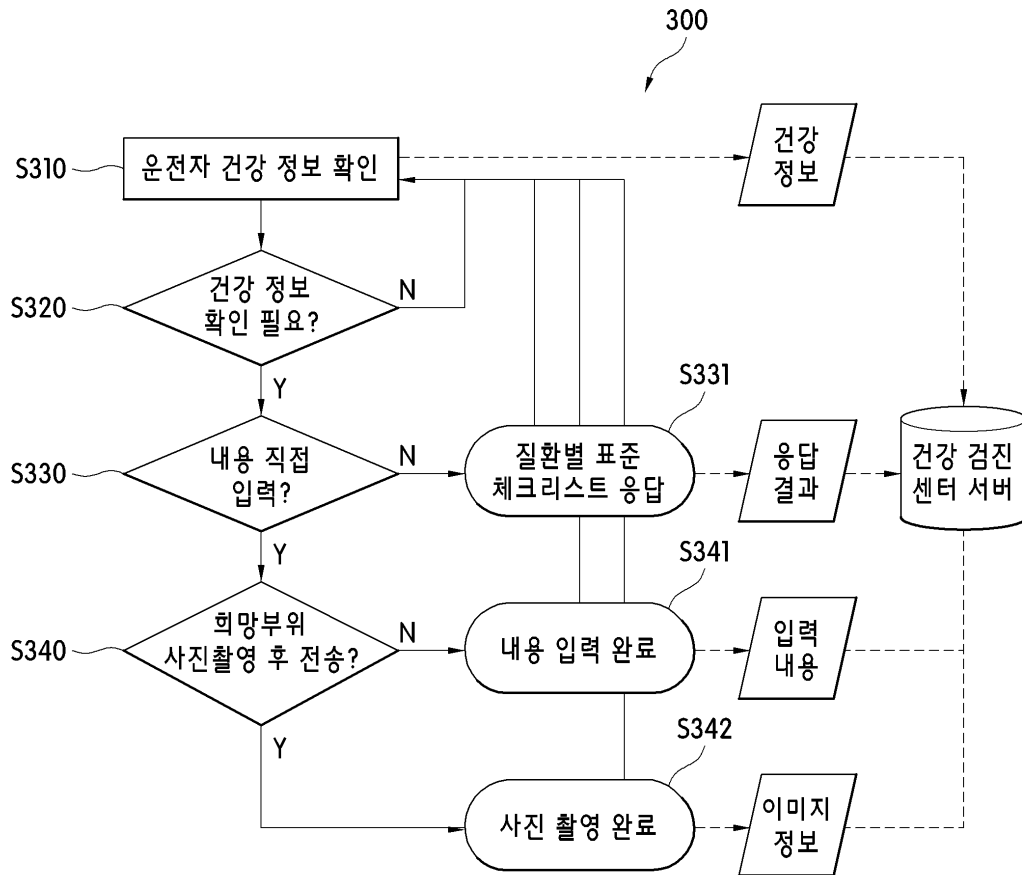 300
S310
운전자 건강 정보 확인
건강
정보
S320
건강 정보
확인 필요?
N
Y
S331
S330
내용 직접
입력?
N
질환별 표준
체크리스트 응답
응답
결과
건강 검진
센터 서버
Y
S341
S340
희망부위
사진촬영 후 전송?
N
내용 입력 완료
입력
내용
Y
S342
사진 촬영 완료
이미지
정보